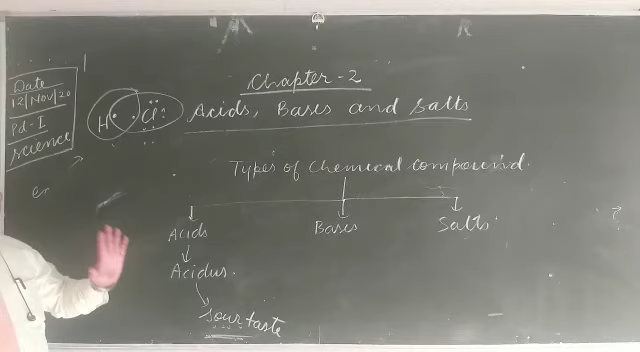 Date
12/Nov/20
Pd-I
Science
Chapter-2
H Cl
Acids, Bases and Salts
Types of Chemical compound.
Acids Bases Salts
Acidus.
sour taste